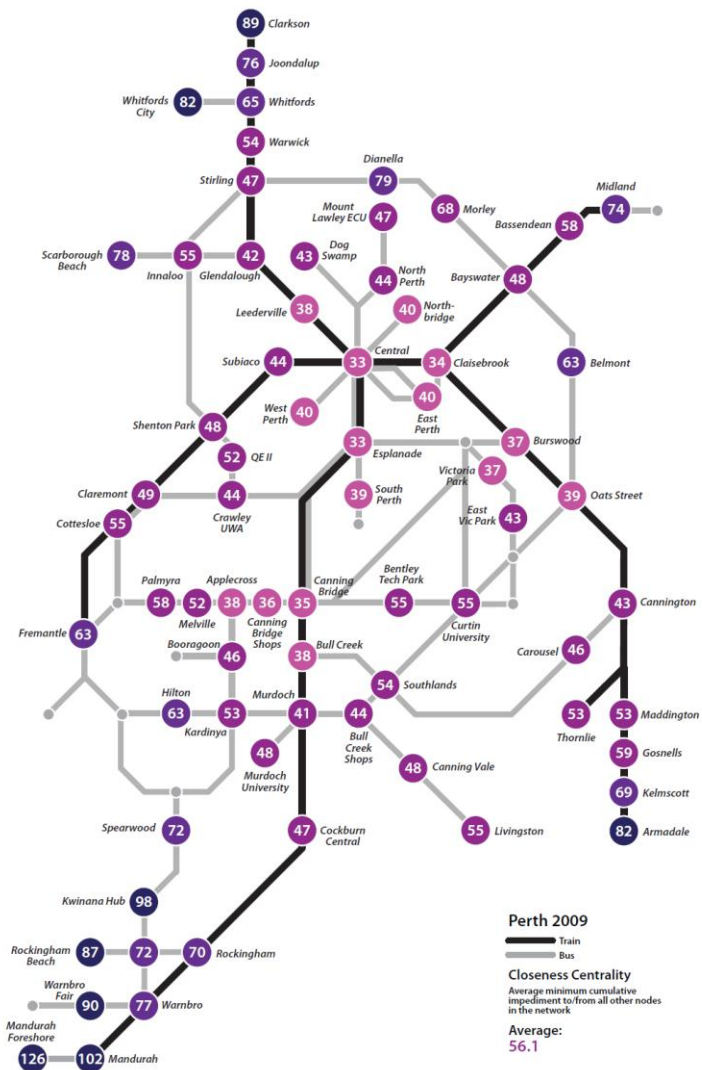 89 Clarkson
76 Joondalup
Whitfords
City
82
65 Whitfords
54 Warwick
Dianella
Stirling 47
79
Midland
74
Mount
Lawley ECU
47
68 Morley
Bassendean 58
Scarborough
Beach
78
55
Innaloo
42
Glendalough
Dog
Swamp
43
44 North
Perth
Bayswater 48
Leederville 38
40 North-
bridge
Subiaco 44
Central
33
34 Claisebrook
63 Belmont
West
Perth
40
40
East
Perth
Shenton Park 48
52 QE II
33
Esplanade
37 Burswood
Victoria
Park
37
Claremont 49
44
Crawley
UWA
39 South
Perth
39 Oats Street
Cottesloe 55
East
Vic Park
43
Palmyra
58
52
Melville
Applecross
38
36
Canning
Bridge
Shops
Canning
Bridge
35
Bentley
Tech Park
55
55
Curtin
University
43 Cannington
Fremantle 63
Booragoon
46
38 Bull Creek
Carousel 46
54 Southlands
Hilton
63
53
Kardinya
Murdoch
41
44
Bull
Creek
Shops
53
Thornlie
53 Maddington
48
Murdoch
University
48 Canning Vale
59 Gosnells
69 Kelmscott
Spearwood 72
47 Cockburn
Central
55 Livingston
82 Armadale
Kwinana Hub 98
Rockingham
Beach
87
72
70 Rockingham
Warnbro
Fair
90
77 Warnbro
Mandurah
Foreshore
126
102 Mandurah
Perth 2009
Train
Bus
Closeness Centrality
Average minimum cumulative
impediment to/from all other nodes
in the network
Average:
56.1